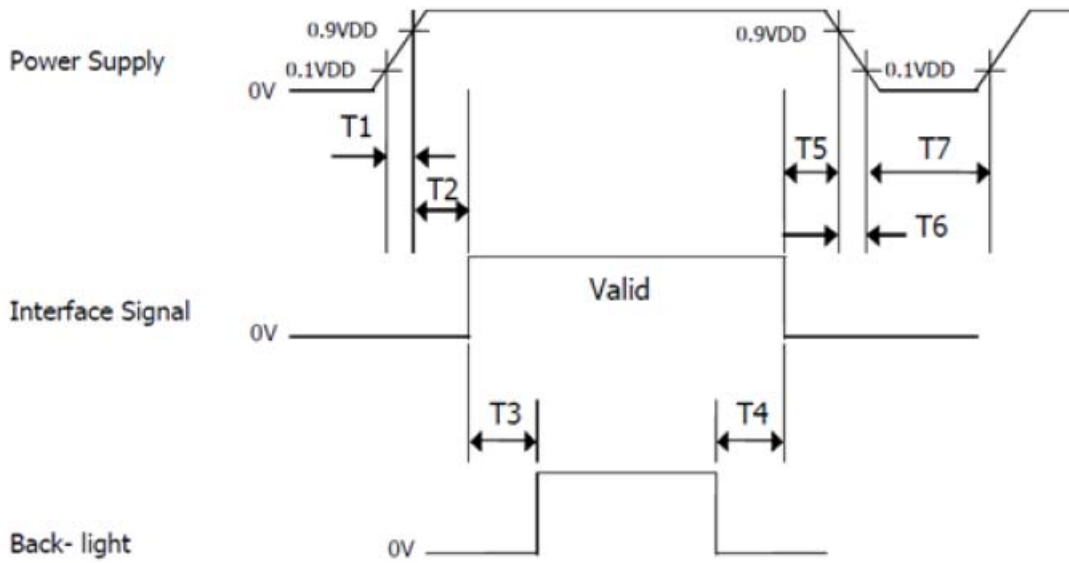 0.9VDD
0.9VDD
Power Supply
0.1VDD
0.1VDD
0V
T1
T5
T7
T2
T6
Valid
Interface Signal
0V
T3
T4
Back- light
0V